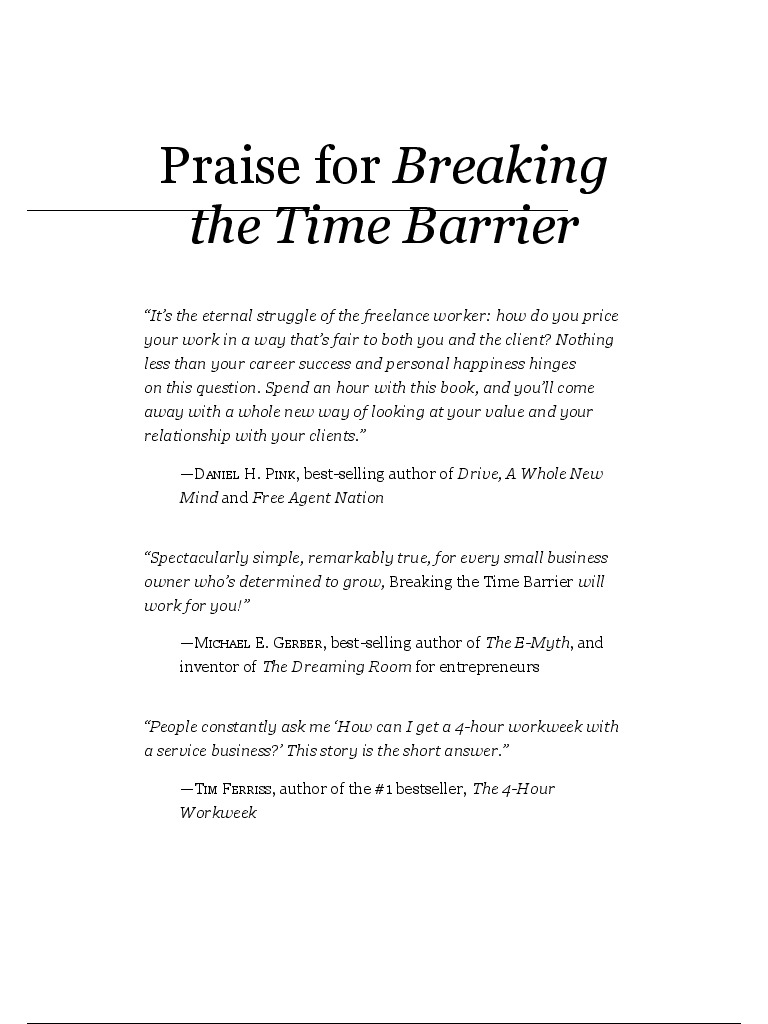 Praise for Breaking
the Time Barrier
“It’s the eternal struggle of the freelance worker: how do you price
your work in a way that’s fair to both you and the client? Nothing
less than your career success and personal happiness hinges
on this question. Spend an hour with this book, and you’ll come
away with a whole new way of looking at your value and your
relationship with your clients.”
—Daniel H. Pink, best-selling author of Drive, A Whole New
Mind and Free Agent Nation
“Spectacularly simple, remarkably true, for every small business
owner who’s determined to grow, Breaking the Time Barrier will
work for you!”
—Michael E. Gerber, best-selling author of The E-Myth, and
inventor of The Dreaming Room for entrepreneurs
“People constantly ask me ‘How can I get a 4-hour workweek with
a service business?’ This story is the short answer.”
—Tim Ferriss, author of the #1 bestseller, The 4-Hour
Workweek